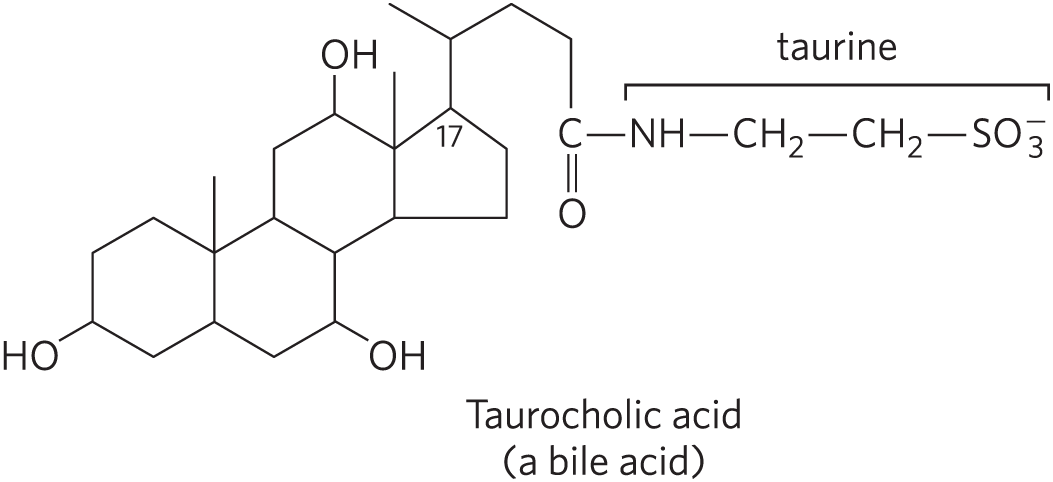 OH
taurine
17
C—NH—CH₂—CH₂—SO₃⁻
O
HO
OH
Taurocholic acid
(a bile acid)